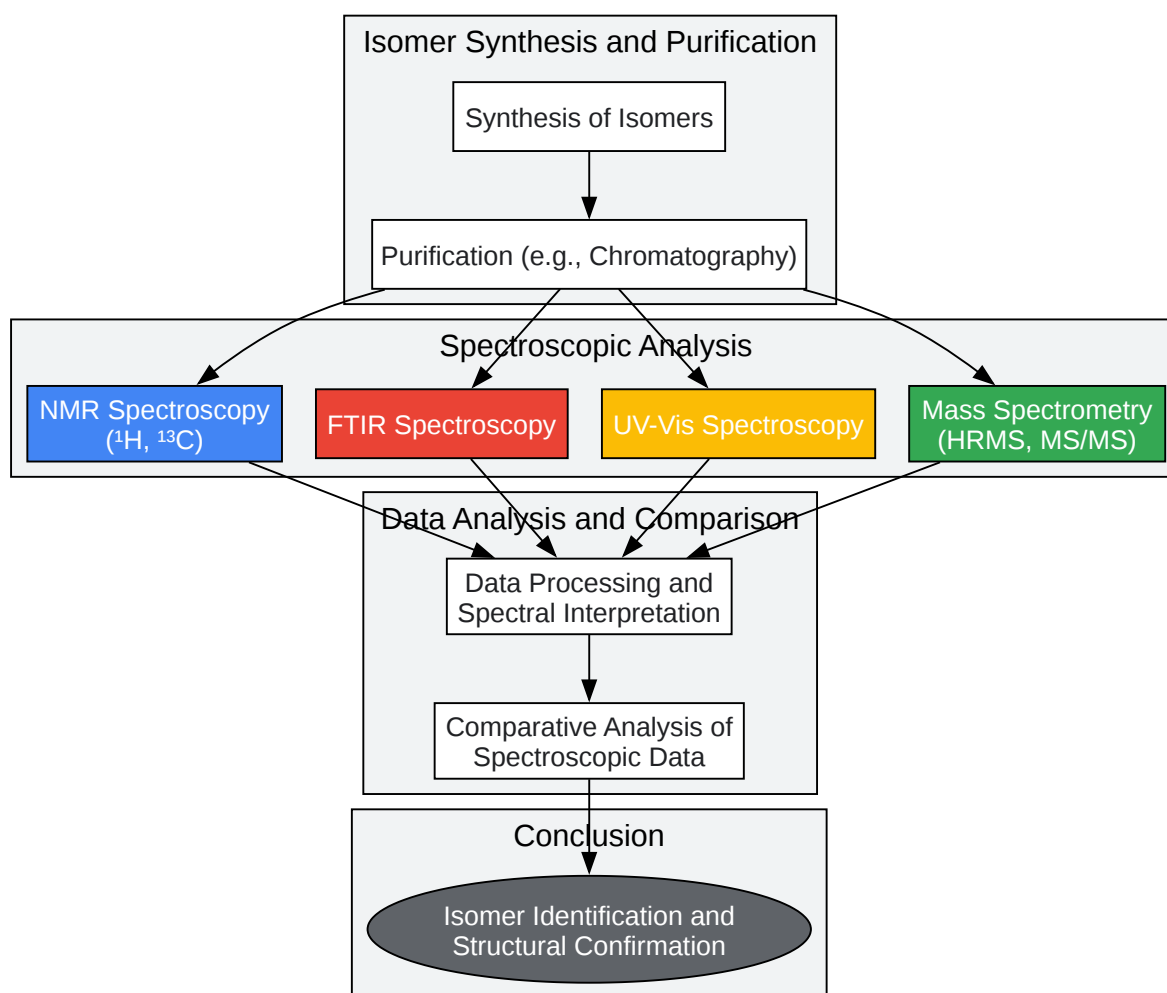 Isomer Synthesis and Purification
Synthesis of Isomers
Purification (e.g., Chromatography)
Spectroscopic Analysis
NMR Spectroscopy
(¹H, ¹³C)
FTIR Spectroscopy
UV-Vis Spectroscopy
Mass Spectrometry
(HRMS, MS/MS)
Data Analysis and Comparison
Data Processing and
Spectral Interpretation
Comparative Analysis of
Spectroscopic Data
Conclusion
Isomer Identification and
Structural Confirmation